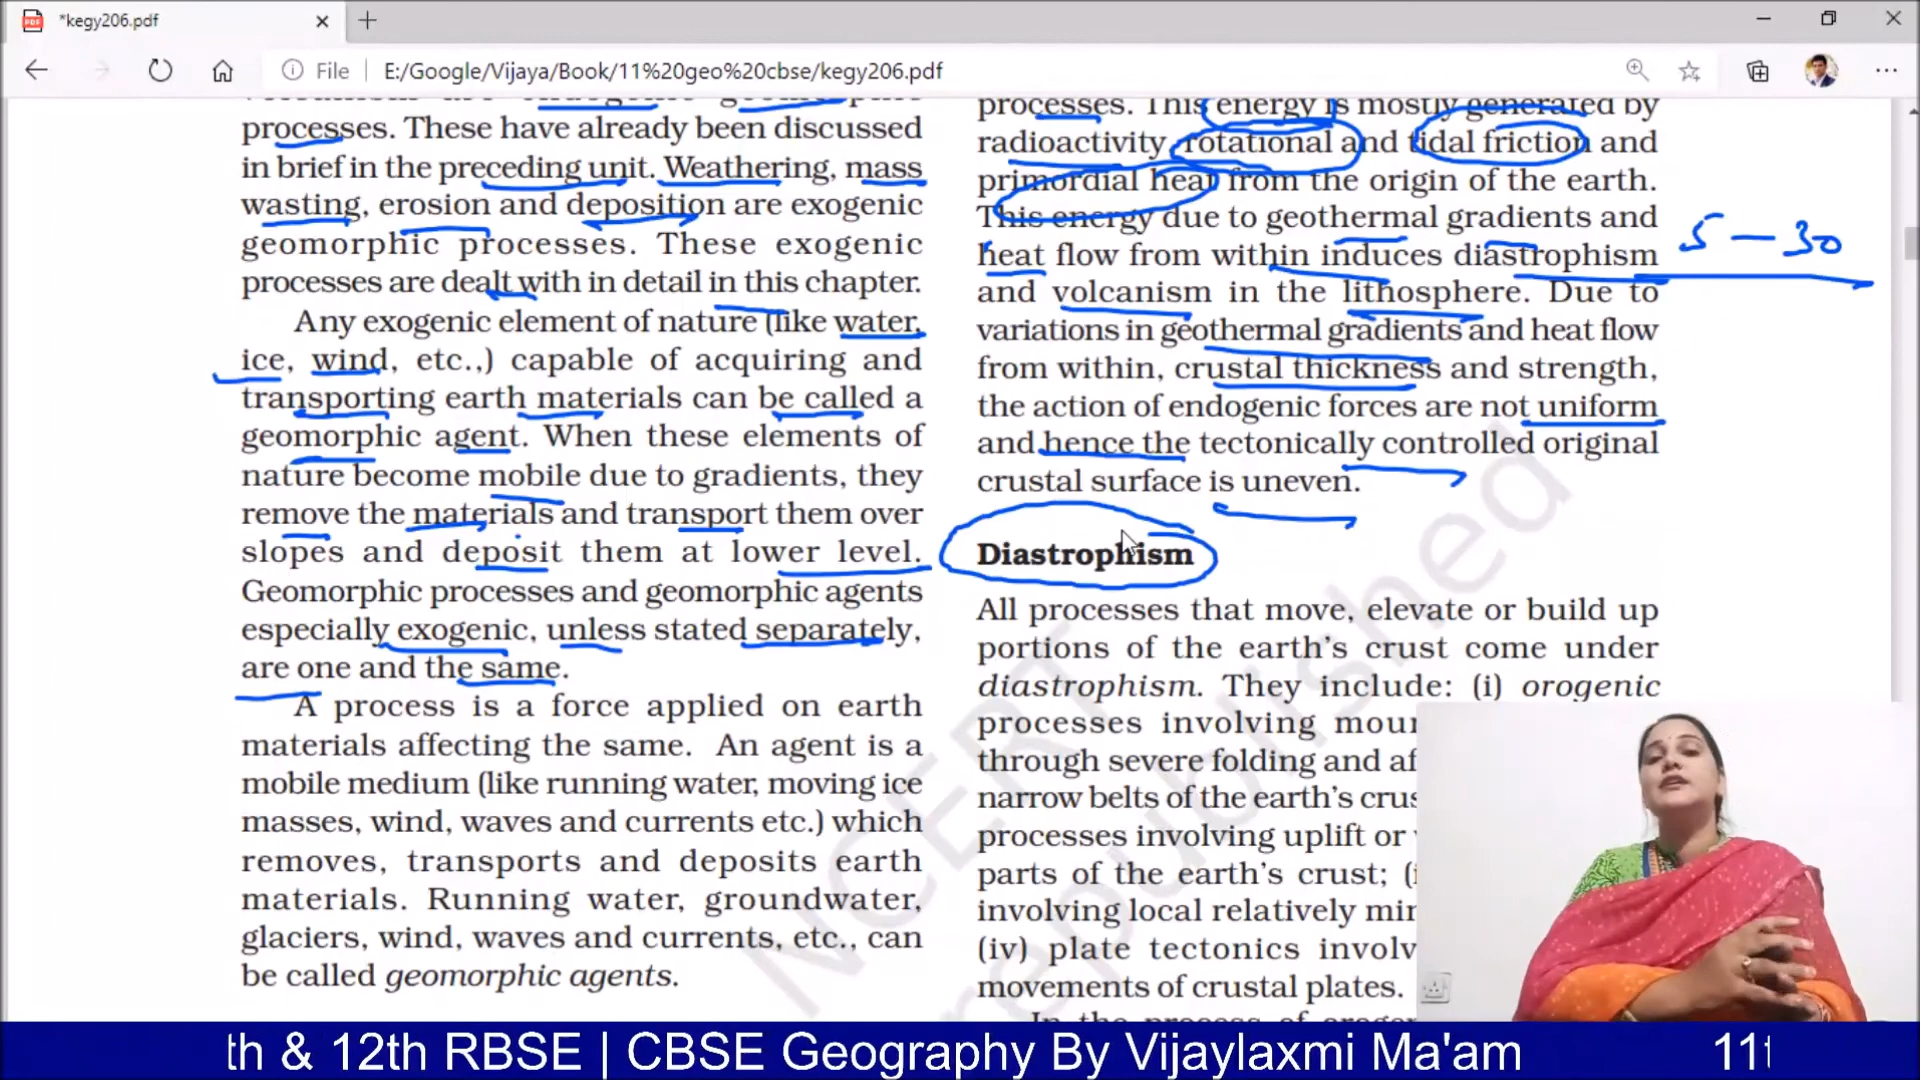 *kegy206.pdf
File
E:/Google/Vijaya/Book/11%20geo%20cbse/kegy206.pdf
processes. These have already been discussed
in brief in the preceding unit. Weathering, mass
wasting, erosion and deposition are exogenic
geomorphic processes. These exogenic
processes are dealt with in detail in this chapter.
Any exogenic element of nature (like water,
ice, wind, etc.,) capable of acquiring and
transporting earth materials can be called a
geomorphic agent. When these elements of
nature become mobile due to gradients, they
remove the materials and transport them over
slopes and deposit them at lower level.
Geomorphic processes and geomorphic agents
especially exogenic, unless stated separately,
are one and the same.
A process is a force applied on earth
materials affecting the same. An agent is a
mobile medium (like running water, moving ice
masses, wind, waves and currents etc.) which
removes, transports and deposits earth
materials. Running water, groundwater,
glaciers, wind, waves and currents, etc., can
be called geomorphic agents.
processes. This energy is mostly generated by
radioactivity, rotational and tidal friction and
primordial heat from the origin of the earth.
This energy due to geothermal gradients and
heat flow from within induces diastrophism
and volcanism in the lithosphere. Due to
variations in geothermal gradients and heat flow
from within, crustal thickness and strength,
the action of endogenic forces are not uniform
and hence the tectonically controlled original
crustal surface is uneven.
5 — 30
Diastrophism
All processes that move, elevate or build up
portions of the earth's crust come under
diastrophism. They include: (i) orogenic
processes involving
through severe folding and
narrow belts of the earth's
processes involving uplift or
parts of the earth's crust;
involving local relatively
(iv) plate tectonics
movements of crustal plates.
NCERT
republished
th & 12th RBSE | CBSE Geography By Vijaylaxmi Ma'am 11t